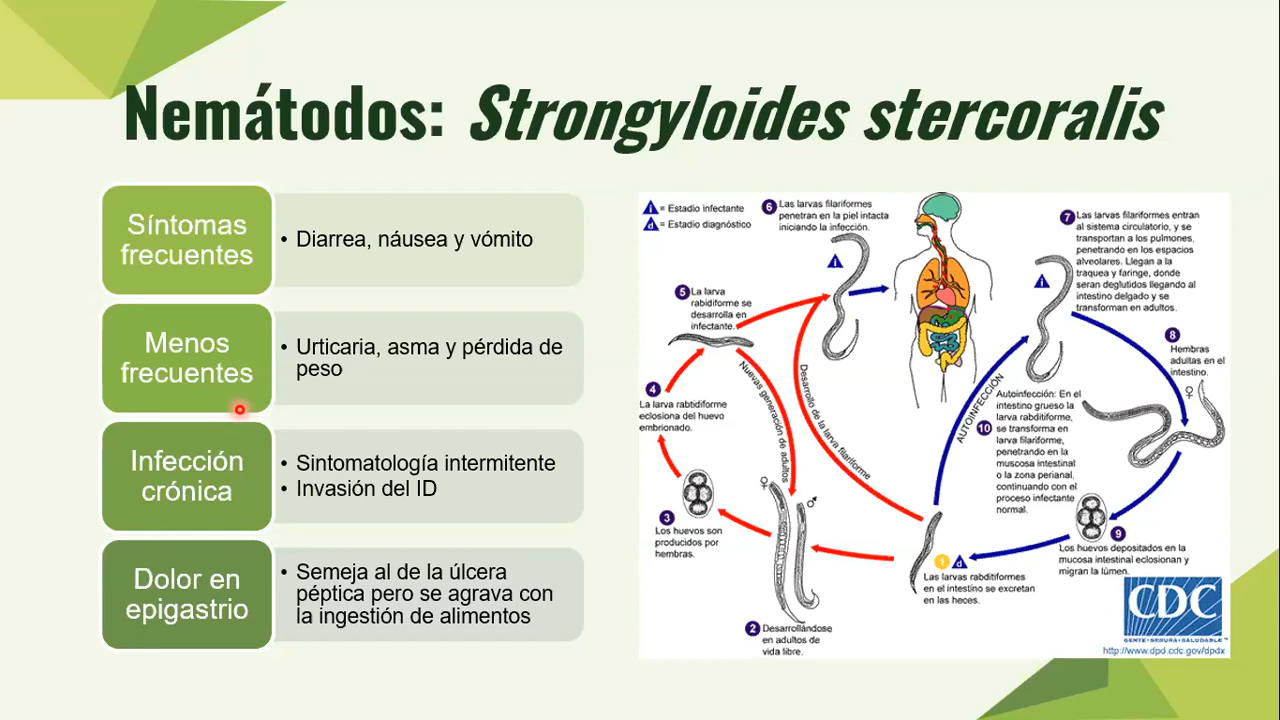 Nemátodos: Strongyloides stercoralis
Síntomas
frecuentes
• Diarrea, náusea y vómito
Menos
frecuentes
• Urticaria, asma y pérdida de
peso
Infección
crónica
• Sintomatología intermitente
• Invasión del ID
Dolor en
epigastrio
• Semeja al de la úlcera
péptica pero se agrava con
la ingestión de alimentos
i = Estadio infectante
d = Estadio diagnóstico
6 Las larvas filariformes
penetran en la piel intacta
iniciando la infección.
i
7 Las larvas filariformes entran
al sistema circulatorio, y se
transportan a los pulmones,
penetrando en los espacios
alveolares. Llegan a la
traquea y faringe, donde
seran deglutidos llegando al
intestino delgado y se
transforman en adultos.
i
5 La larva
rabidiforme se
desarrolla en
infectante.
8
Hembras
adultas en el
intestino.
♀
4
La larva rabtidiforme
eclosiona del huevo
embrionado.
Nuevas generación de adultos
Desarrollo de la larva filariforme
AUTOINFECCIÓN
Autoinfección: En el
intestino grueso la
larva rabditiforme,
10 se transforma en
larva filariforme,
penetrando en la
muscosa intestinal
o la zona perianal,
continuando con el
proceso infectante
normal.
♀
♂
3
Los huevos son
producidos por
hembras.
9
Los huevos depositados en la
mucosa intestinal eclosionan y
migran la lúmen.
1 d
Las larvas rabditiformes
en el intestino se excretan
en las heces.
2 Desarrollándose
en adultos de
vida libre.
CDC
GENTE • SEGURA • SALUDABLE™
http://www.dpd.cdc.gov/dpdx